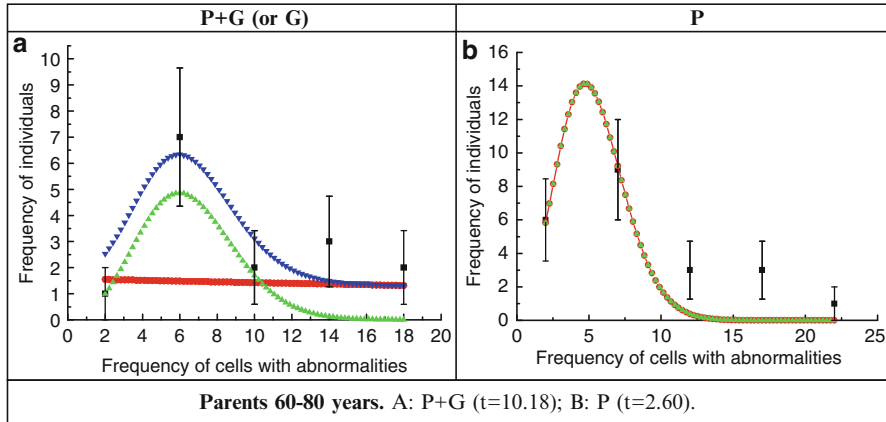 P+G (or G)
P
a
Frequency of individuals
10
9
8
7
6
5
4
3
2
1
0
0 2 4 6 8 10 12 14 16 18 20
Frequency of cells with abnormalities
b
Frequency of individuals
16
14
12
10
8
6
4
2
0
0 5 10 15 20 25
Frequency of cells with abnormalities
Parents 60-80 years. A: P+G (t=10.18); B: P (t=2.60).